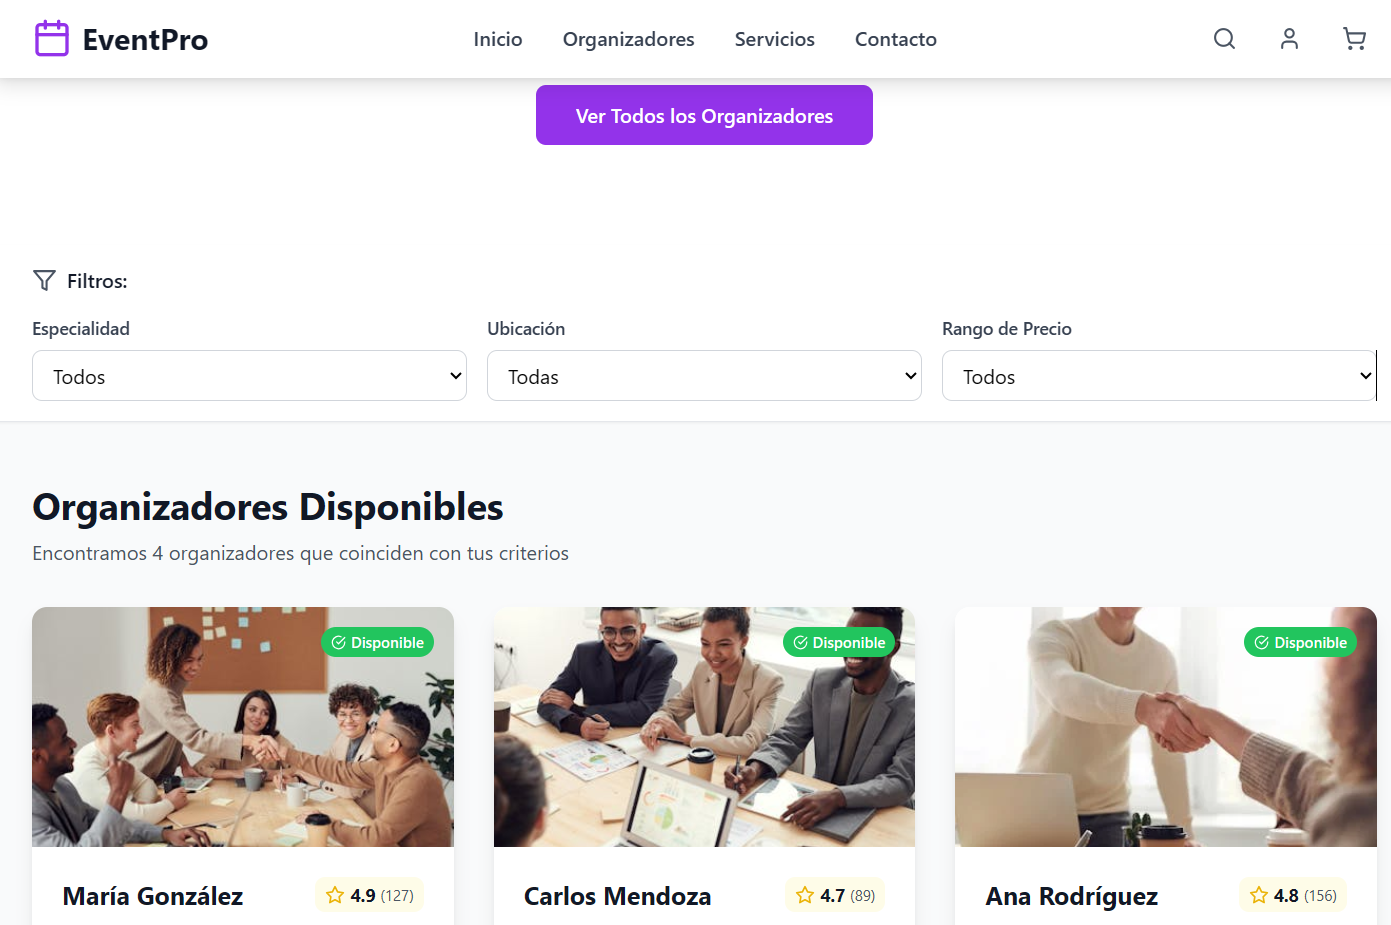 EventPro
Inicio Organizadores Servicios Contacto
Ver Todos los Organizadores
Filtros:
Especialidad Ubicación Rango de Precio
Todos Todas Todos
Organizadores Disponibles
Encontramos 4 organizadores que coinciden con tus criterios
Disponible Disponible Disponible
María González 4.9 (127) Carlos Mendoza 4.7 (89) Ana Rodríguez 4.8 (156)